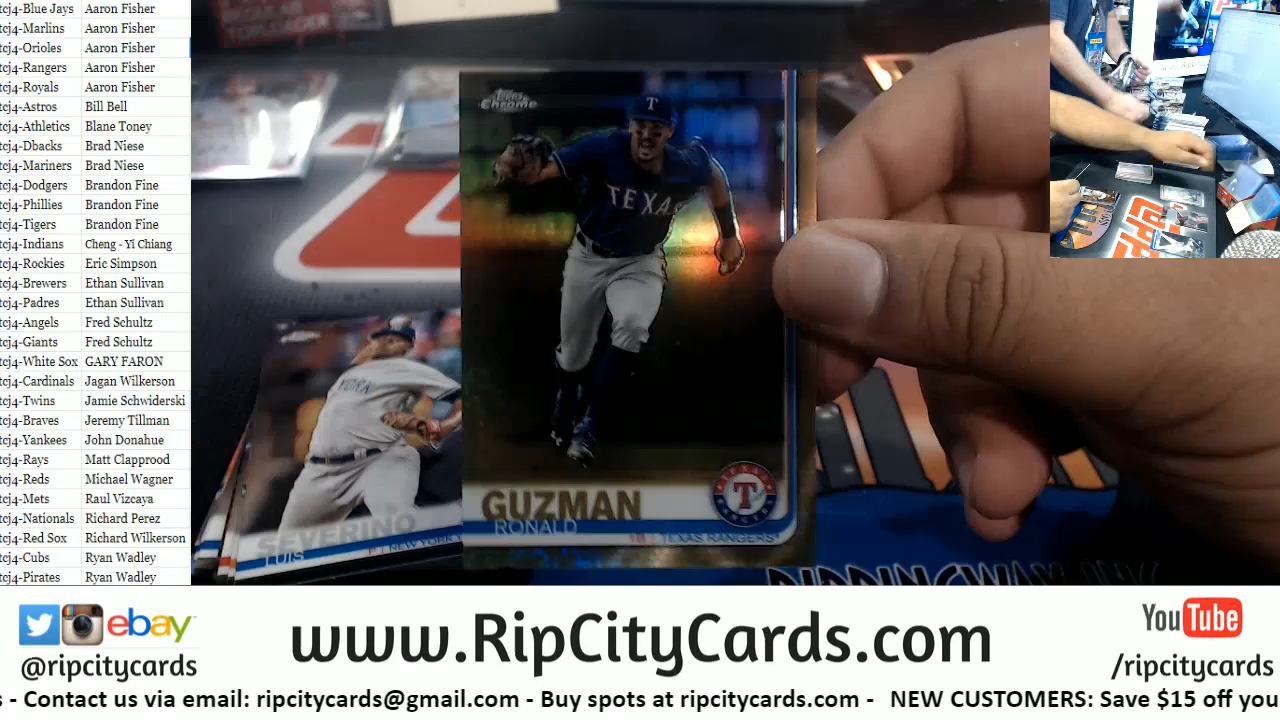 tcj4-Blue Jays Aaron Fisher
tcj4-Marlins Aaron Fisher
tcj4-Orioles Aaron Fisher
tcj4-Rangers Aaron Fisher
tcj4-Royals Aaron Fisher
tcj4-Astros Bill Bell
tcj4-Athletics Blane Toney
tcj4-Dbacks Brad Niese
tcj4-Mariners Brad Niese
tcj4-Dodgers Brandon Fine
tcj4-Phillies Brandon Fine
tcj4-Tigers Brandon Fine
tcj4-Indians Cheng - Yi Chiang
tcj4-Rockies Eric Simpson
tcj4-Brewers Ethan Sullivan
tcj4-Padres Ethan Sullivan
tcj4-Angels Fred Schultz
tcj4-Giants Fred Schultz
tcj4-White Sox GARY FARON
tcj4-Cardinals Jagan Wilkerson
tcj4-Twins Jamie Schwiderski
tcj4-Braves Jeremy Tillman
tcj4-Yankees John Donahue
tcj4-Rays Matt Clapprood
tcj4-Reds Michael Wagner
tcj4-Mets Raul Vizcaya
tcj4-Nationals Richard Perez
tcj4-Red Sox Richard Wilkerson
tcj4-Cubs Ryan Wadley
tcj4-Pirates Ryan Wadley
REGULAR
TOPLOADER
Topps
Chrome
T
TEXAS
GUZMAN
RONALD
TEXAS RANGERS
TEXAS
T
RANGERS
YORK
SEVERINO
LUIS
NEW YORK
ebay
@ripcitycards
www.RipCityCards.com
YouTube
/ripcitycards
s - Contact us via email: ripcitycards@gmail.com - Buy spots at ripcitycards.com - NEW CUSTOMERS: Save $15 off you